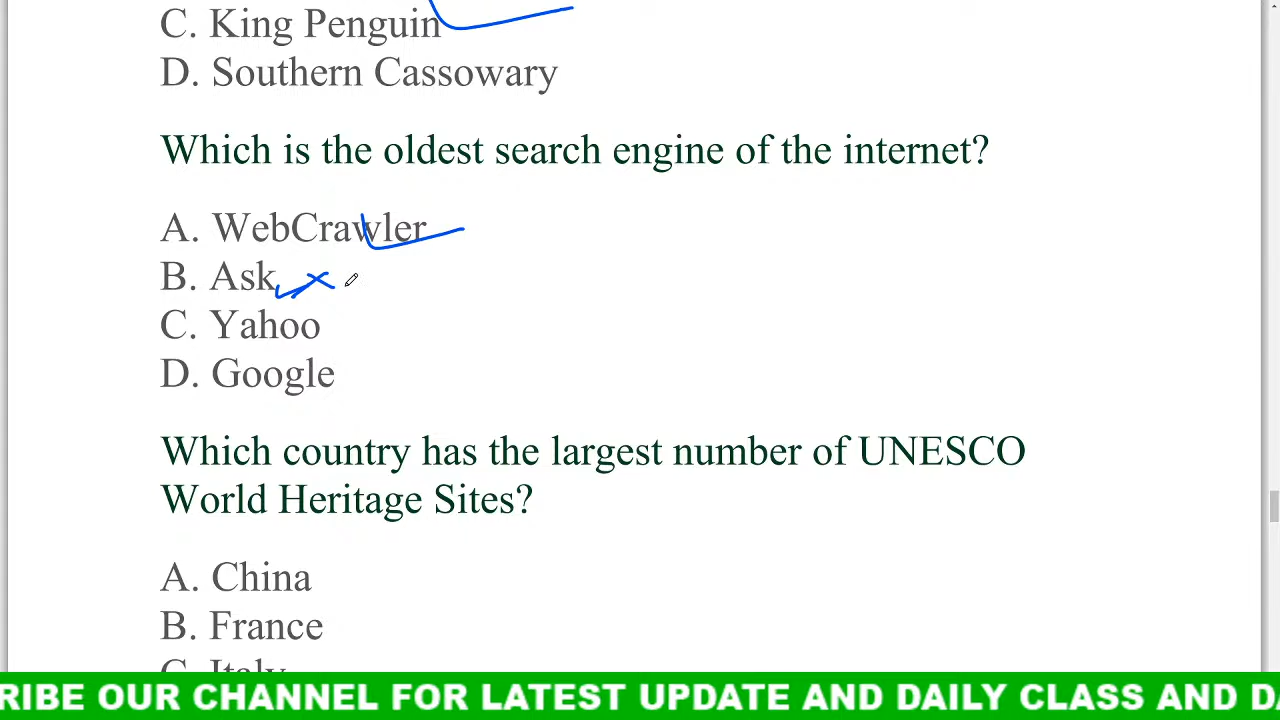 C. King Penguin
D. Southern Cassowary
Which is the oldest search engine of the internet?
A. WebCrawler
B. Ask
C. Yahoo
D. Google
Which country has the largest number of UNESCO
World Heritage Sites?
A. China
B. France
C. Italy
RIBE OUR CHANNEL FOR LATEST UPDATE AND DAILY CLASS AND DA